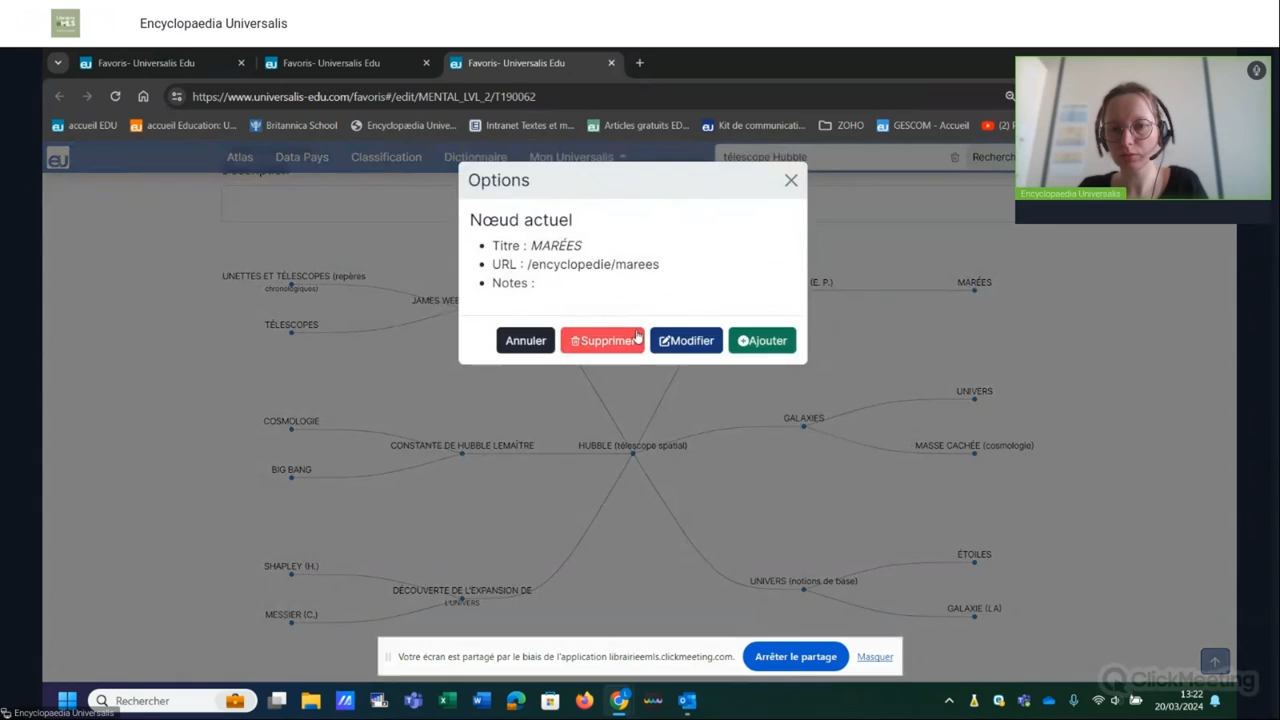 Encyclopaedia Universalis
Favoris- Universalis Edu
Favoris- Universalis Edu
Favoris- Universalis Edu
https://www.universalis-edu.com/favoris#/edit/MENTAL_LVL_2/T190062
accueil EDU
accueil Education: U...
Britannica School
Encyclopædia Unive...
Intranet Textes et m...
Articles gratuits ED...
Kit de communicati...
ZOHO
GESCOM - Accueil
(2)
eu
Atlas
Data Pays
Classification
Dictionnaire
Mon Universalis
télescope Hubble
Recherch
Encyclopaedia Universalis
Options
Nœud actuel
Titre : MARÉES
URL : /encyclopedie/marees
Notes :
Annuler
Supprimer
Modifier
Ajouter
UNETTES ET TÉLESCOPES (repères
chronologiques)
JAMES WEB
TÉLESCOPES
(E. P.)
MARÉES
COSMOLOGIE
CONSTANTE DE HUBBLE LEMAÎTRE
BIG BANG
HUBBLE (télescope spatial)
GALAXIES
UNIVERS
MASSE CACHÉE (cosmologie)
SHAPLEY (H.)
DÉCOUVERTE DE L'EXPANSION DE
L'UNIVERS
MESSIER (C.)
UNIVERS (notions de base)
ÉTOILES
GALAXIE (LA)
Votre écran est partagé par le biais de l'application librairieemls.clickmeeting.com.
Arrêter le partage
Masquer
ClickMeeting
Rechercher
13:22
20/03/2024
Encyclopaedia Universalis